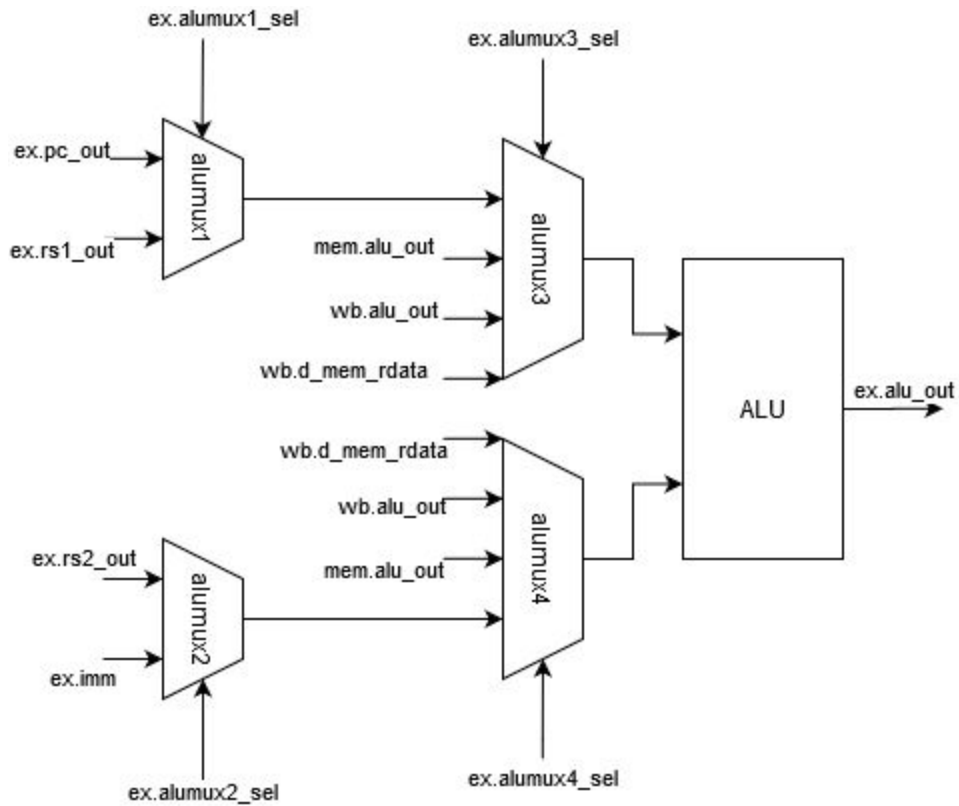 ex.alumux1_sel
ex.alumux3_sel
ex.pc_out
alumux1
ex.rs1_out
mem.alu_out
alumux3
wb.alu_out
wb.d_mem_rdata
ALU
ex.alu_out
wb.d_mem_rdata
wb.alu_out
alumux4
mem.alu_out
ex.rs2_out
alumux2
ex.imm
ex.alumux2_sel
ex.alumux4_sel